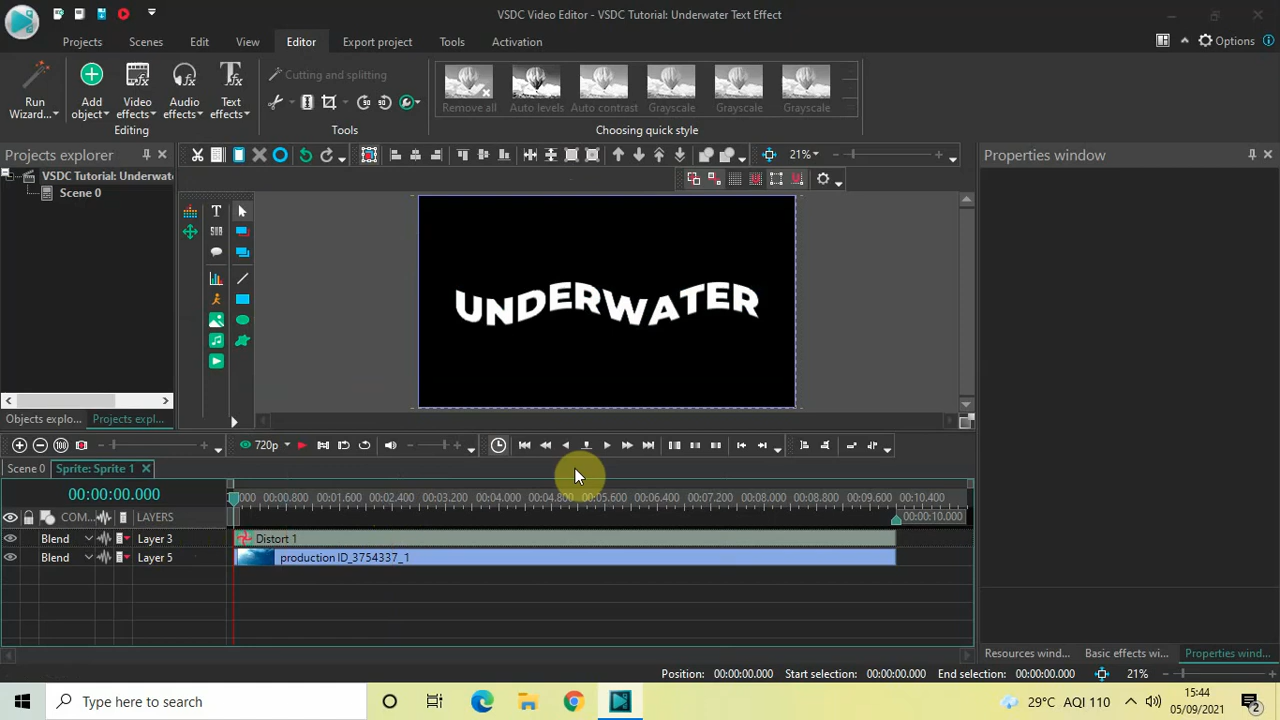 VSDC Video Editor - VSDC Tutorial: Underwater Text Effect
Projects Scenes Edit View Editor Export project Tools Activation
Options
Run Wizard...
Add object
Video effects
Audio effects
Text effects
Editing
Cutting and splitting
Tools
Remove all
Auto levels
Auto contrast
Grayscale
Grayscale
Grayscale
Choosing quick style
Projects explorer
21%
Properties window
VSDC Tutorial: Underwat
Scene 0
UNDERWATER
Objects explo...
Projects expl...
720p
Scene 0
Sprite: Sprite 1
00:00:00.000
000 00:00.800 00:01.600 00:02.400 00:03.200 00:04.000 00:04.800 00:05.600 00:06.400 00:07.200 00:08.000 00:08.800 00:09.600 00:10.400
COM... LAYERS
00:00:10.000
Blend Layer 3 Distort 1
Blend Layer 5 production ID_3754337_1
Resources wind...
Basic effects wi...
Properties wind...
Position: 00:00:00.000 Start selection: 00:00:00.000 End selection: 00:00:00.000 21%
Type here to search
29°C AQI 110
15:44
05/09/2021
2